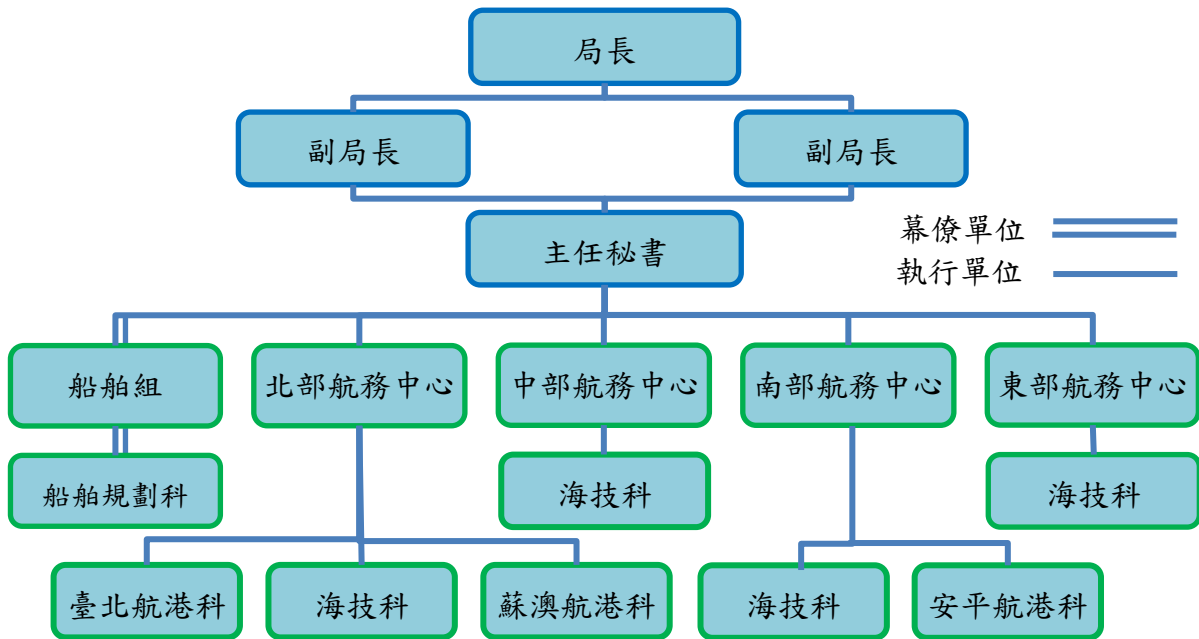 局長
副局長
副局長
主任秘書
幕僚單位
執行單位
船舶組
北部航務中心
中部航務中心
南部航務中心
東部航務中心
船舶規劃科
海技科
海技科
臺北航港科
海技科
蘇澳航港科
海技科
安平航港科